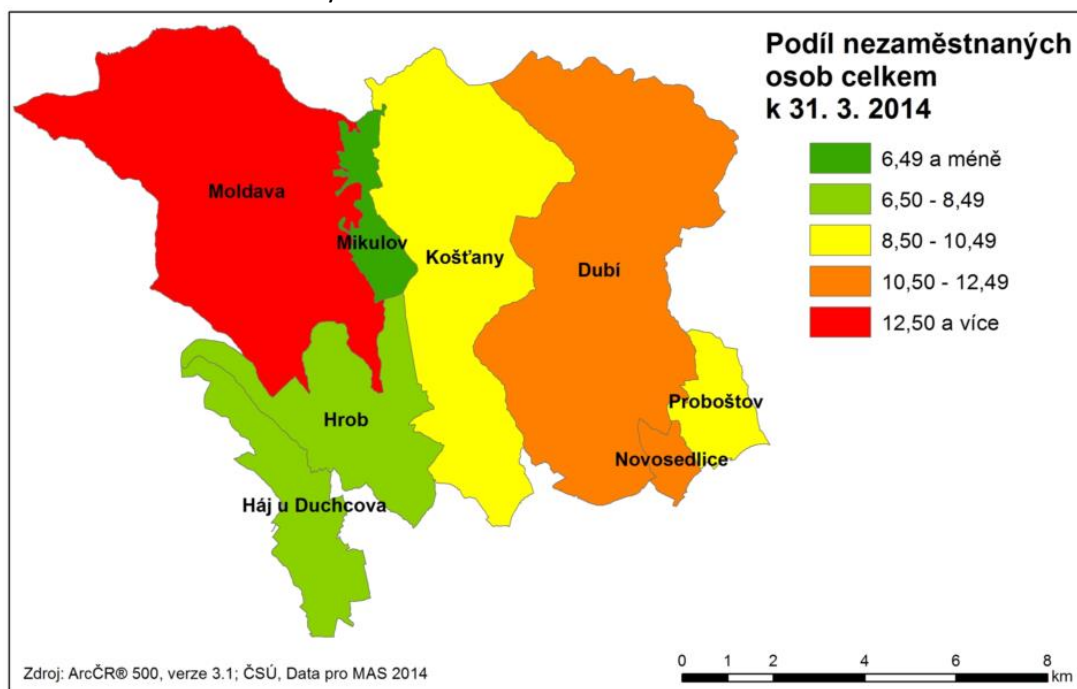 Podíl nezaměstnaných
osob celkem
k 31. 3. 2014
6,49 a méně
6,50 - 8,49
8,50 - 10,49
10,50 - 12,49
12,50 a více
Moldava
Mikulov
Košťany
Dubí
Proboštov
Hrob
Novosedlice
Háj u Duchcova
Zdroj: ArcČR® 500, verze 3.1; ČSÚ, Data pro MAS 2014
0 1 2 4 6 8
km